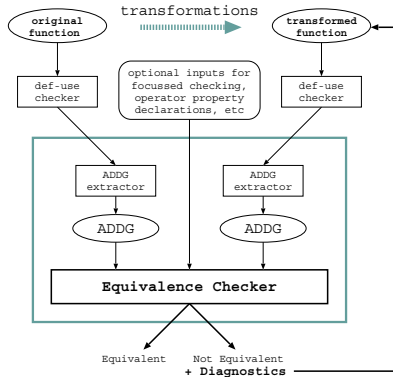 original
function
transformations
transformed
function
def-use
checker
optional inputs for
focussed checking,
operator property
declarations, etc
def-use
checker
ADDG
extractor
ADDG
extractor
ADDG
ADDG
Equivalence Checker
Equivalent
Not Equivalent
+ Diagnostics